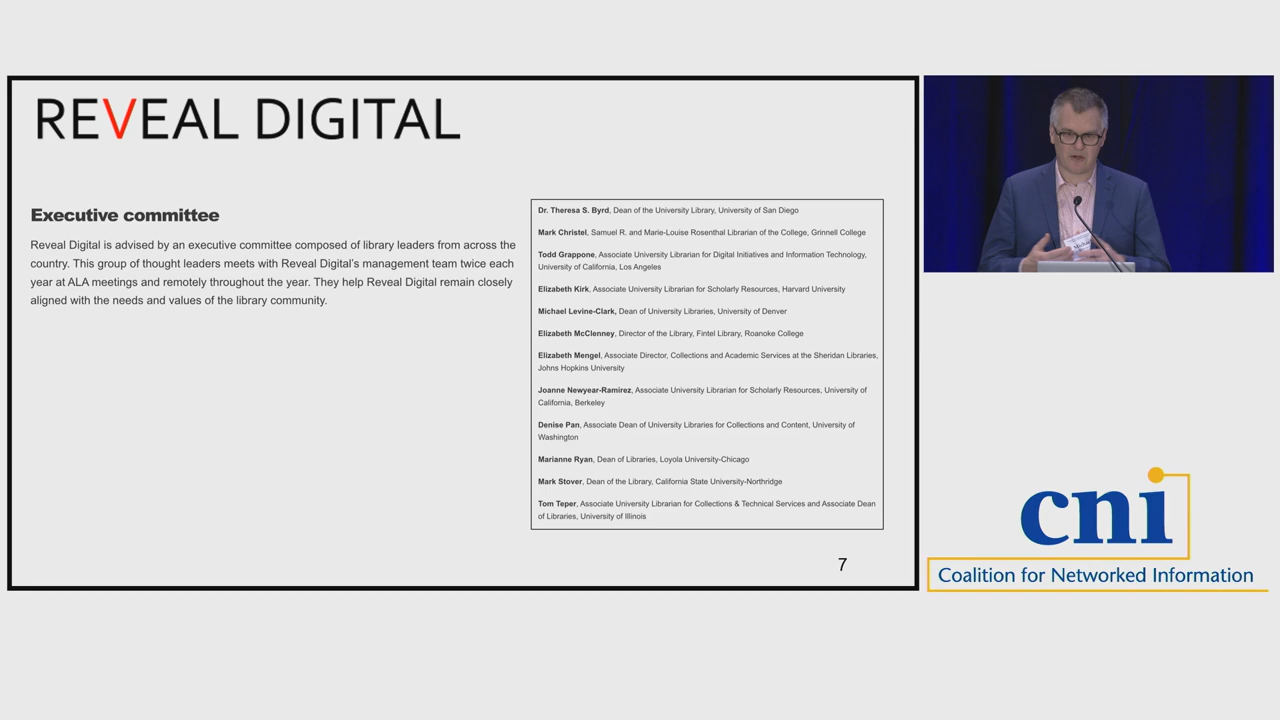 REVEAL DIGITAL
Executive committee
Reveal Digital is advised by an executive committee composed of library leaders from across the
country. This group of thought leaders meets with Reveal Digital's management team twice each
year at ALA meetings and remotely throughout the year. They help Reveal Digital remain closely
aligned with the needs and values of the library community.
Dr. Theresa S. Byrd, Dean of the University Library, University of San Diego
Mark Christel, Samuel R. and Marie-Louise Rosenthal Librarian of the College, Grinnell College
Todd Grappone, Associate University Librarian for Digital Initiatives and Information Technology,
University of California, Los Angeles
Elizabeth Kirk, Associate University Librarian for Scholarly Resources, Harvard University
Michael Levine-Clark, Dean of University Libraries, University of Denver
Elizabeth McClenney, Director of the Library, Fintel Library, Roanoke College
Elizabeth Mengel, Associate Director, Collections and Academic Services at the Sheridan Libraries,
Johns Hopkins University
Joanne Newyear-Ramirez, Associate University Librarian for Scholarly Resources, University of
California, Berkeley
Denise Pan, Associate Dean of University Libraries for Collections and Content, University of
Washington
Marianne Ryan, Dean of Libraries, Loyola University-Chicago
Mark Stover, Dean of the Library, California State University-Northridge
Tom Teper, Associate University Librarian for Collections & Technical Services and Associate Dean
of Libraries, University of Illinois
7
cni
Coalition for Networked Information